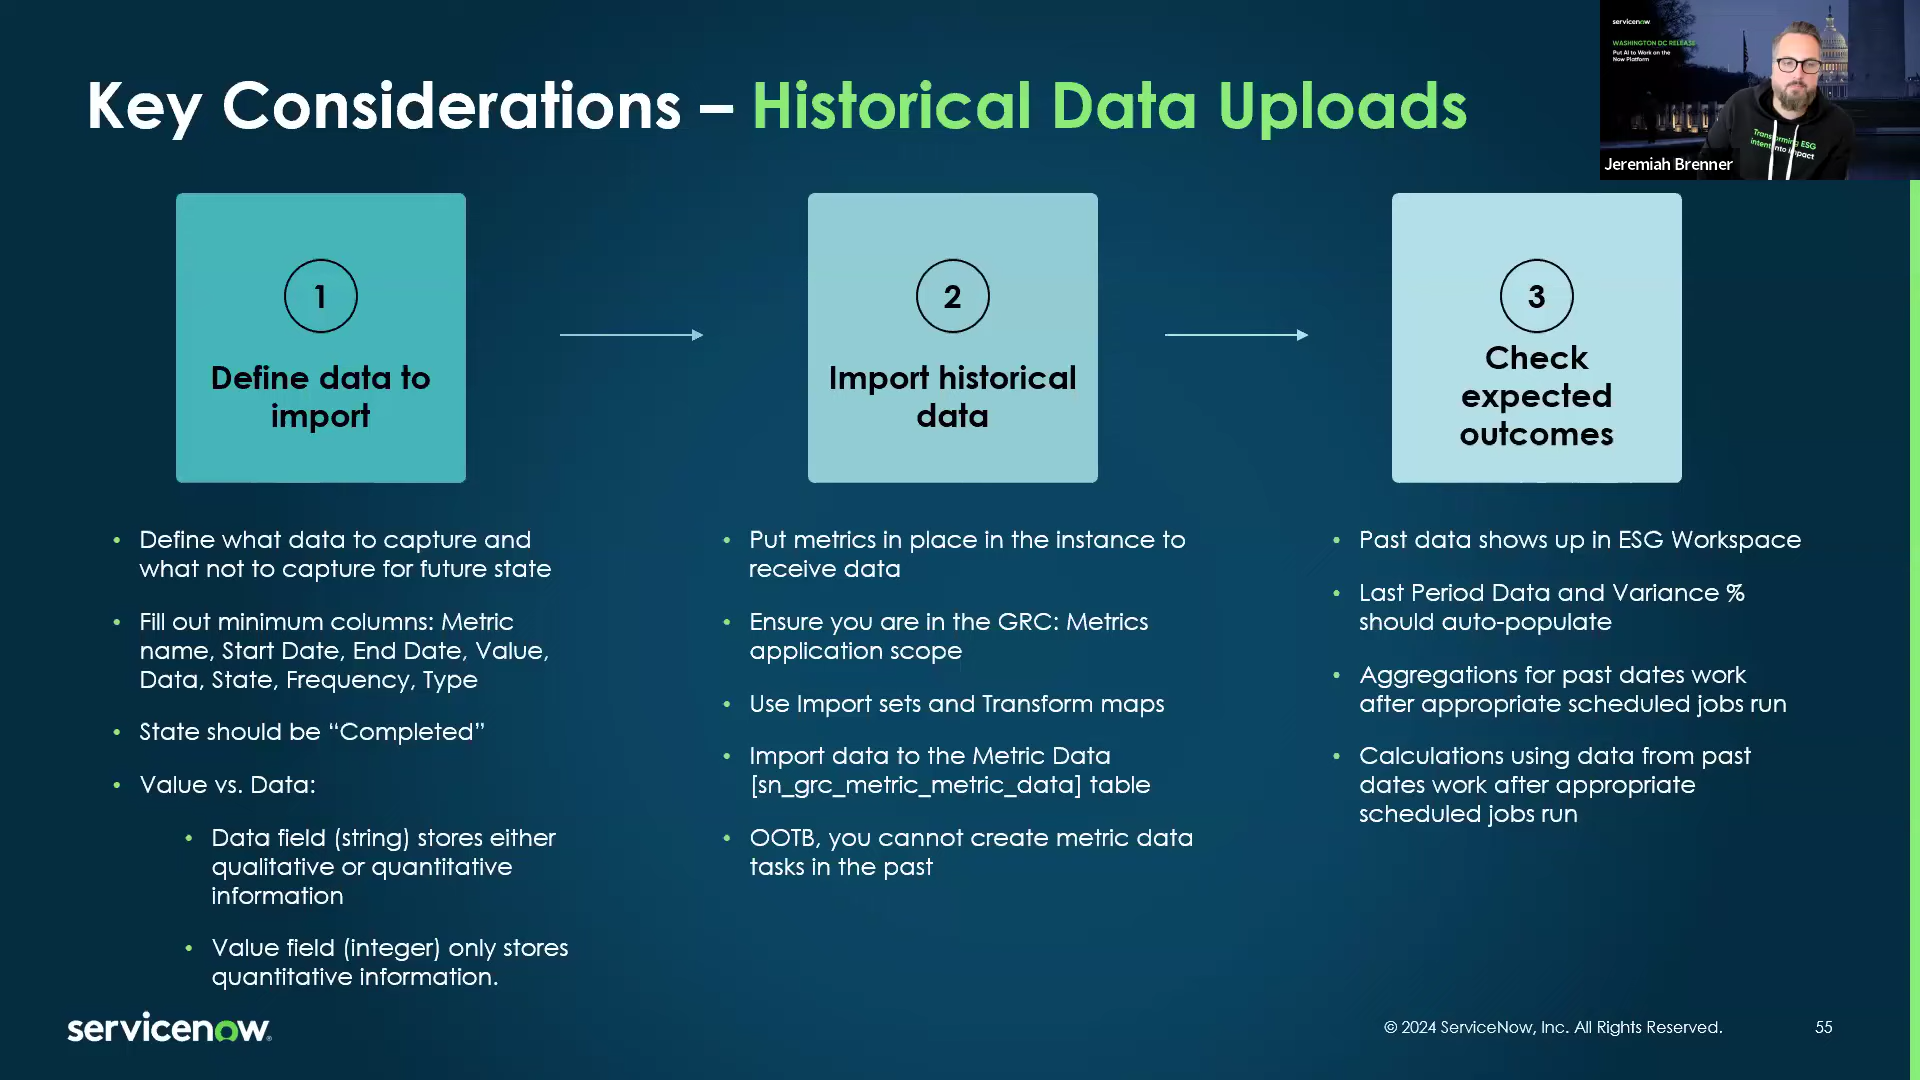 Key Considerations – Historical Data Uploads
servicenow
WASHINGTON DC RELEASE
Put AI to Work on the
Now Platform
Transforming ESG
intent into impact
Jeremiah Brenner
1
Define data to
import
2
Import historical
data
3
Check
expected
outcomes
• Define what data to capture and
what not to capture for future state
• Fill out minimum columns: Metric
name, Start Date, End Date, Value,
Data, State, Frequency, Type
• State should be “Completed”
• Value vs. Data:
• Data field (string) stores either
qualitative or quantitative
information
• Value field (integer) only stores
quantitative information.
• Put metrics in place in the instance to
receive data
• Ensure you are in the GRC: Metrics
application scope
• Use Import sets and Transform maps
• Import data to the Metric Data
[sn_grc_metric_metric_data] table
• OOTB, you cannot create metric data
tasks in the past
• Past data shows up in ESG Workspace
• Last Period Data and Variance %
should auto-populate
• Aggregations for past dates work
after appropriate scheduled jobs run
• Calculations using data from past
dates work after appropriate
scheduled jobs run
servicenow.
© 2024 ServiceNow, Inc. All Rights Reserved.
55